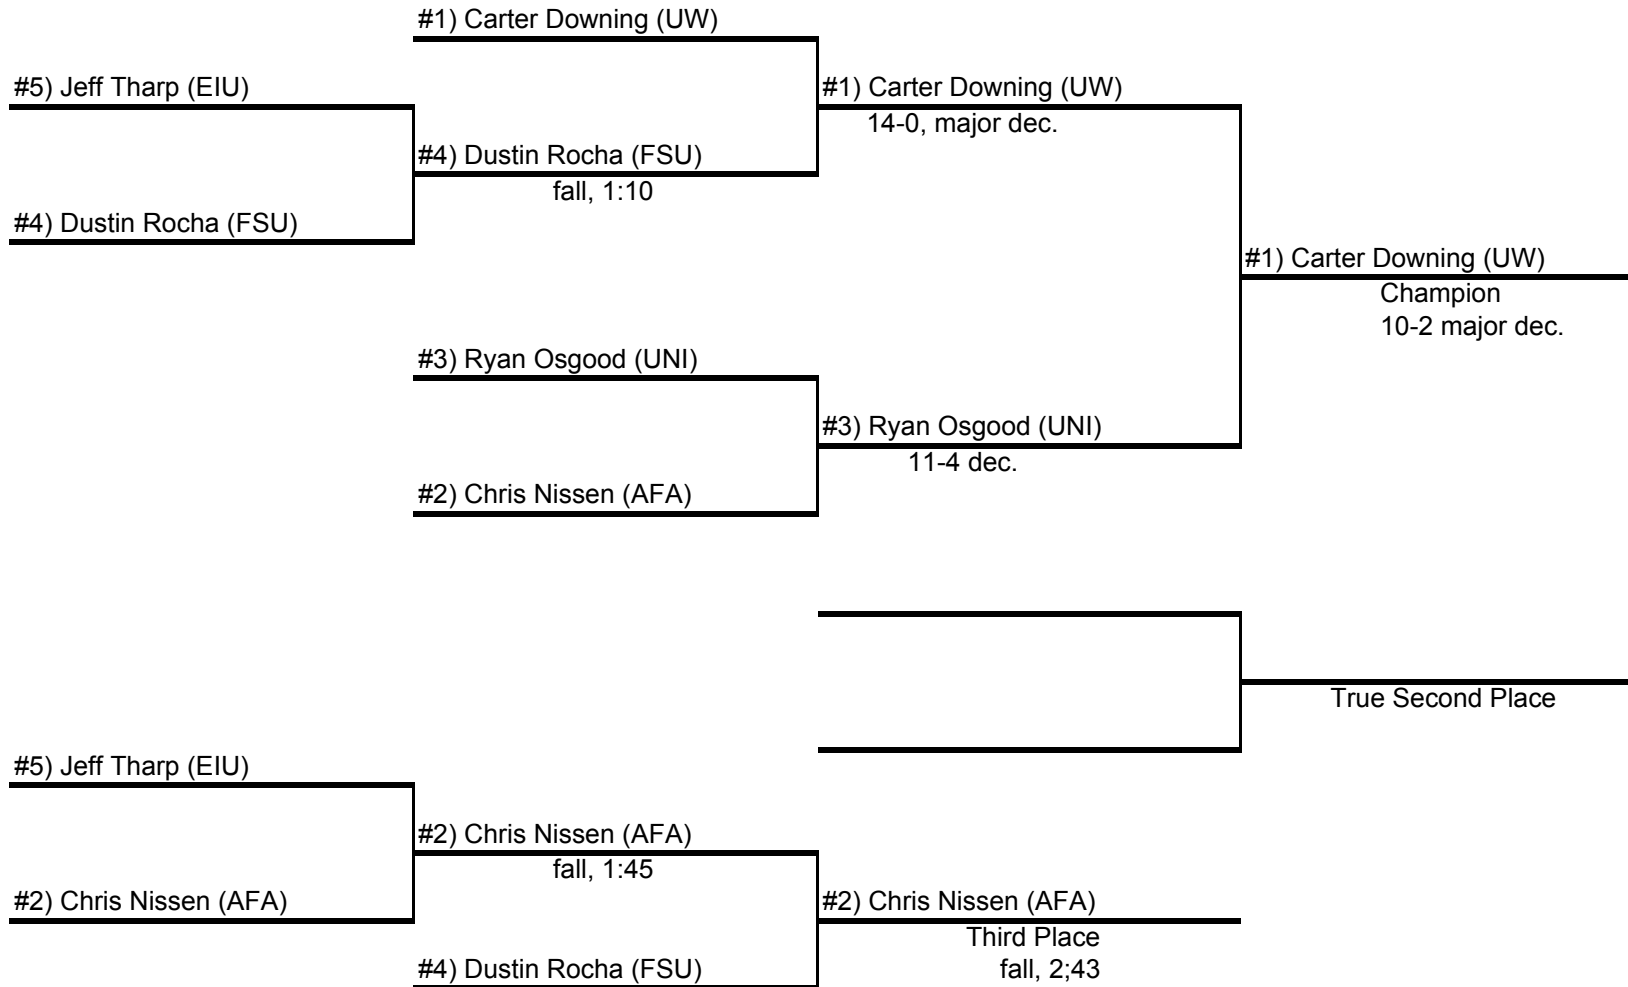 #1) Carter Downing (UW)
#5) Jeff Tharp (EIU)
#1) Carter Downing (UW)
14-0, major dec.
#4) Dustin Rocha (FSU)
fall, 1:10
#4) Dustin Rocha (FSU)
#1) Carter Downing (UW)
Champion
10-2 major dec.
#3) Ryan Osgood (UNI)
#3) Ryan Osgood (UNI)
11-4 dec.
#2) Chris Nissen (AFA)
True Second Place
#5) Jeff Tharp (EIU)
#2) Chris Nissen (AFA)
fall, 1:45
#2) Chris Nissen (AFA)
#2) Chris Nissen (AFA)
Third Place
fall, 2;43
#4) Dustin Rocha (FSU)